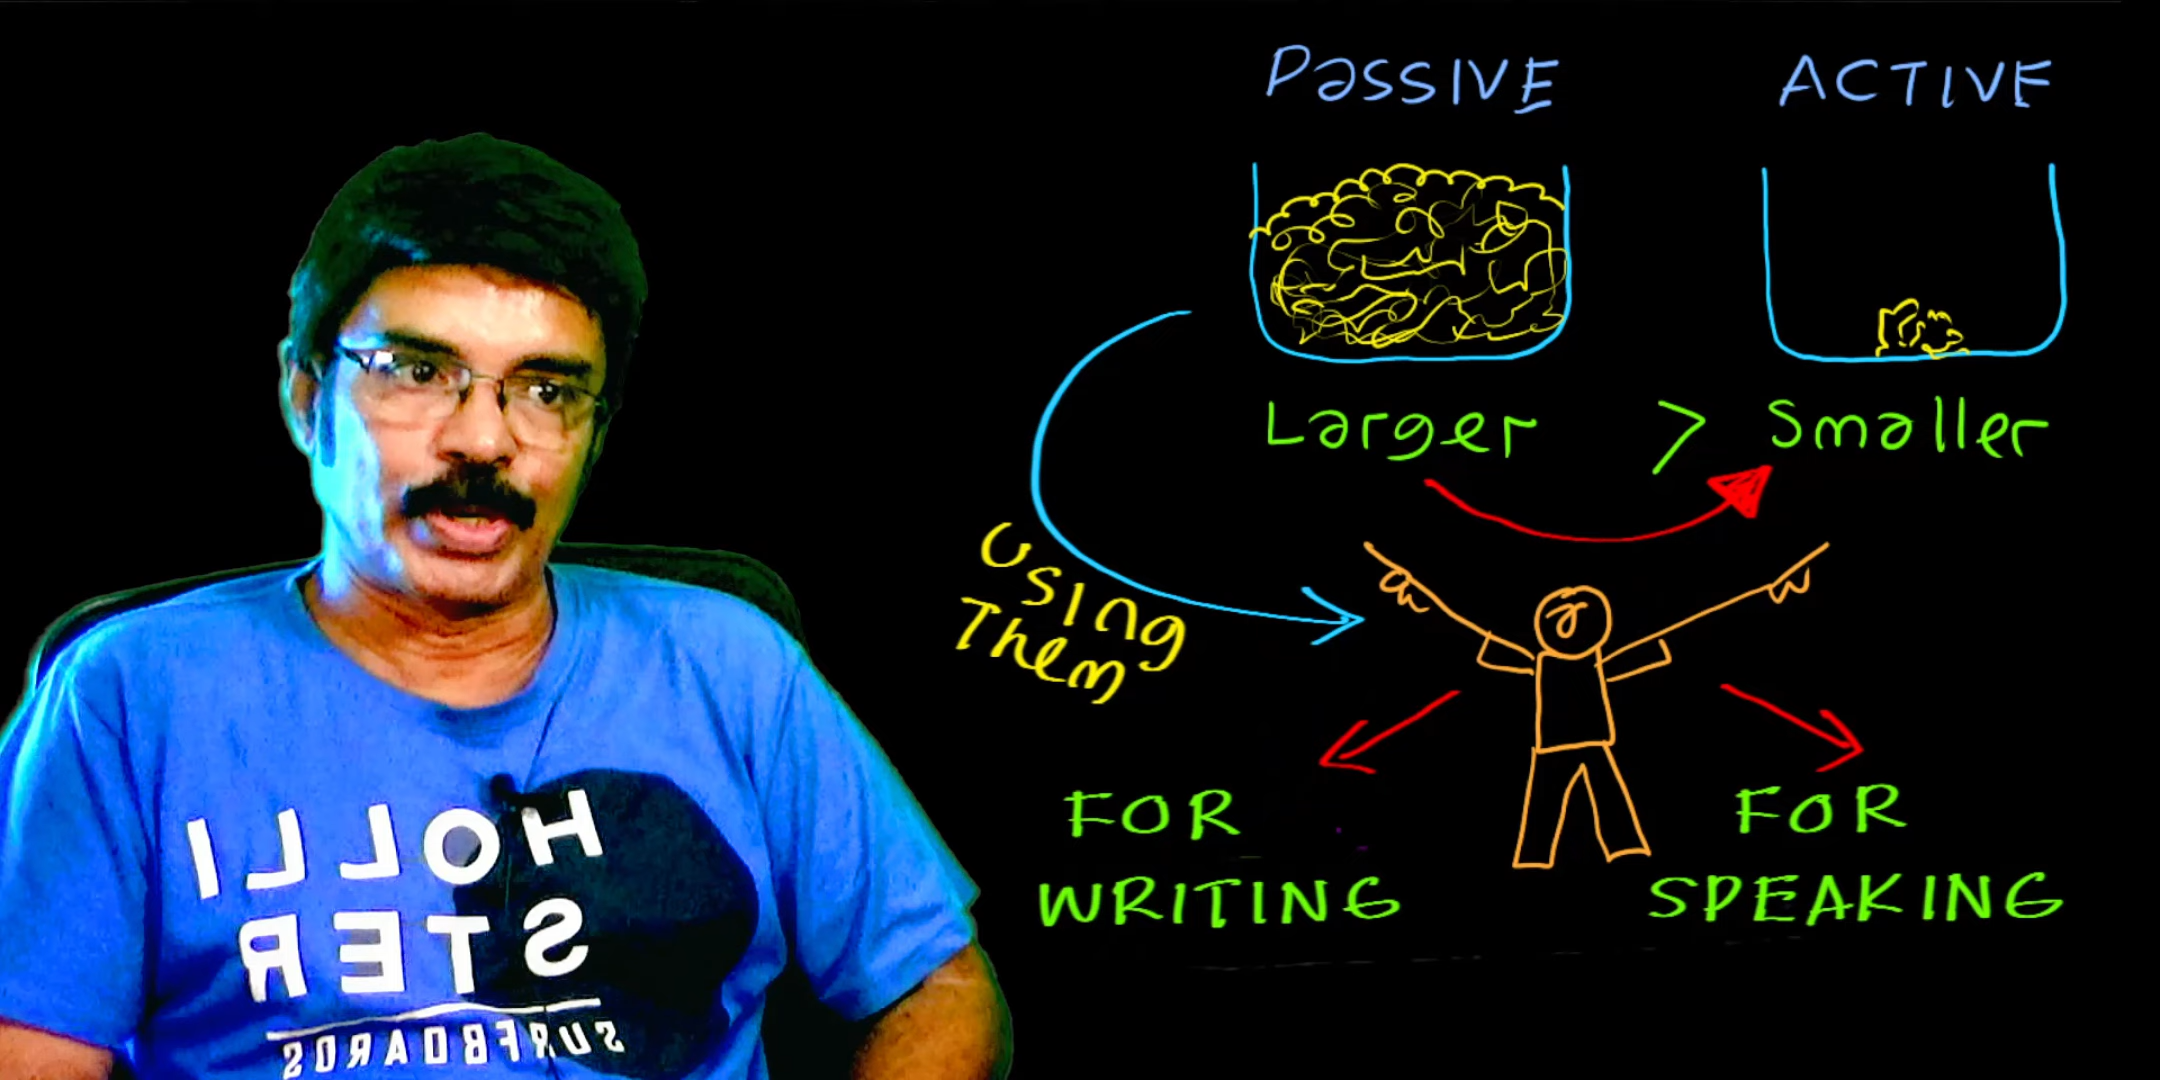 PaSSIVE
ACTIVE
Larger > Smaller
Using
Them
FOR
WRITING
FOR
SPEAKING
HOLLI
STER
SURFBOARDS